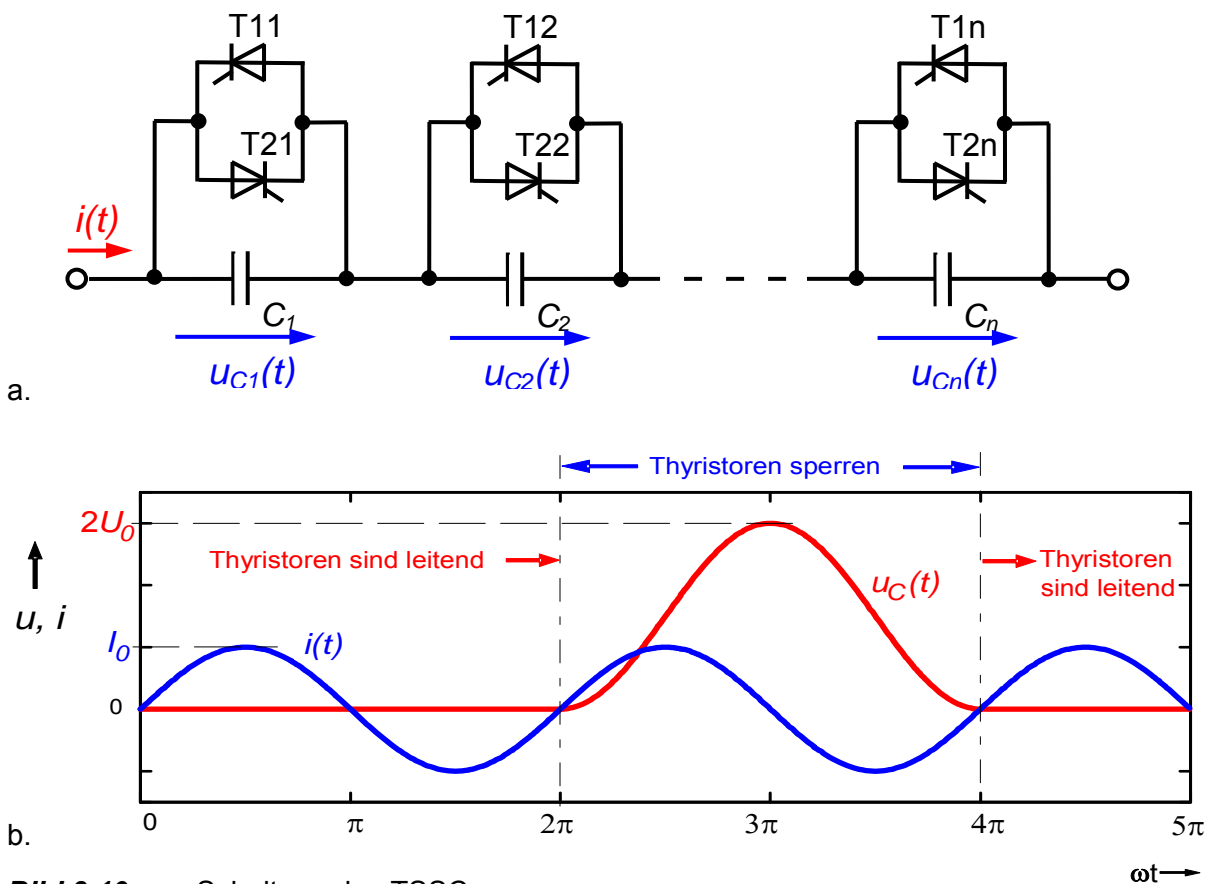 T11 T12 T1n
T21 T22 T2n
i(t)
C1 C2 Cn
uC1(t) uC2(t) uCn(t)
a.
Thyristoren sperren
2U0
Thyristoren sind leitend
Thyristoren
sind leitend
uC(t)
u, i
I0
i(t)
0
0 π 2π 3π 4π 5π
b.
ωt